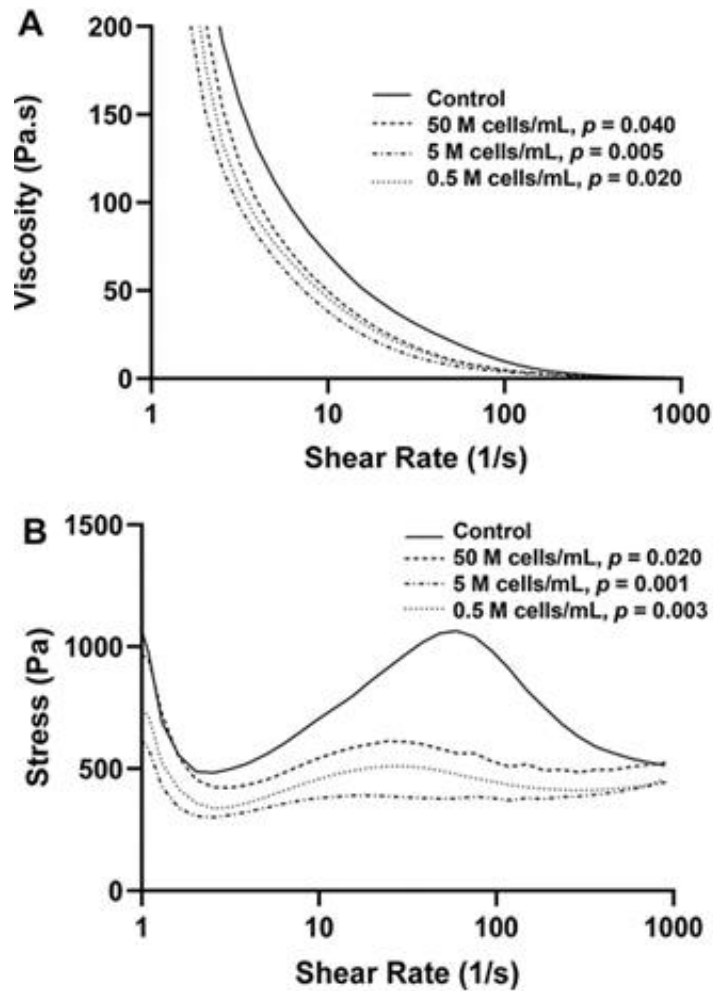 A
200
150
100
50
0
Viscosity (Pa.s)
Control
50 M cells/mL, p = 0.040
5 M cells/mL, p = 0.005
0.5 M cells/mL, p = 0.020
1 10 100 1000
Shear Rate (1/s)
B
1500
1000
500
0
Stress (Pa)
Control
50 M cells/mL, p = 0.020
5 M cells/mL, p = 0.001
0.5 M cells/mL, p = 0.003
1 10 100 1000
Shear Rate (1/s)